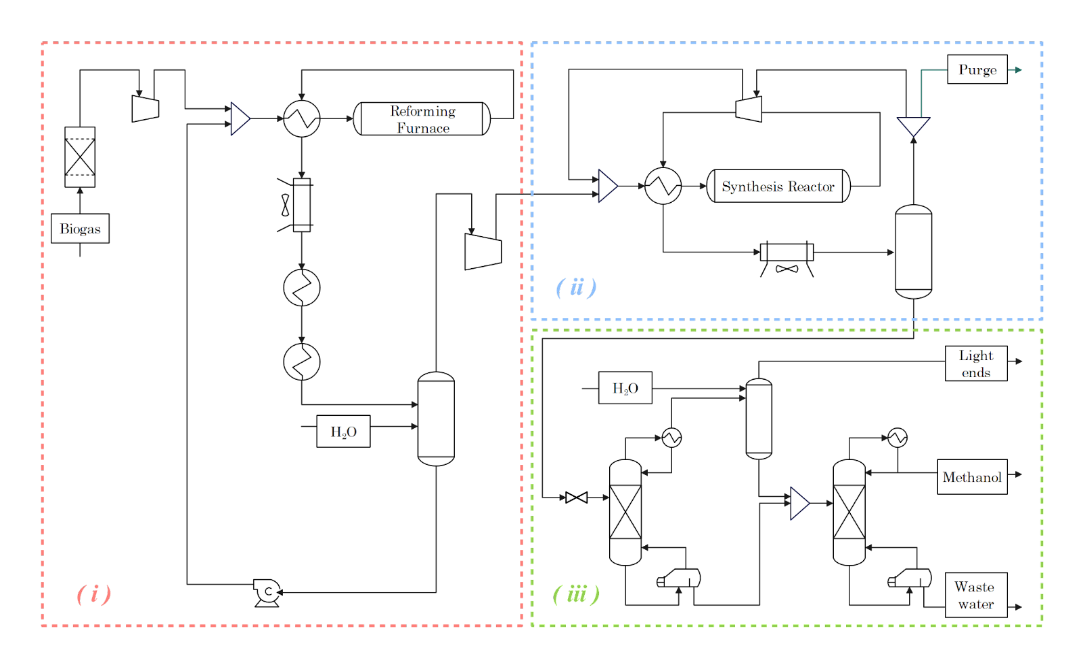 Biogas
Reforming
Furnace
H₂O
C
( i )
Purge
Synthesis Reactor
( ii )
Light
ends
H₂O
Methanol
Waste
water
( iii )